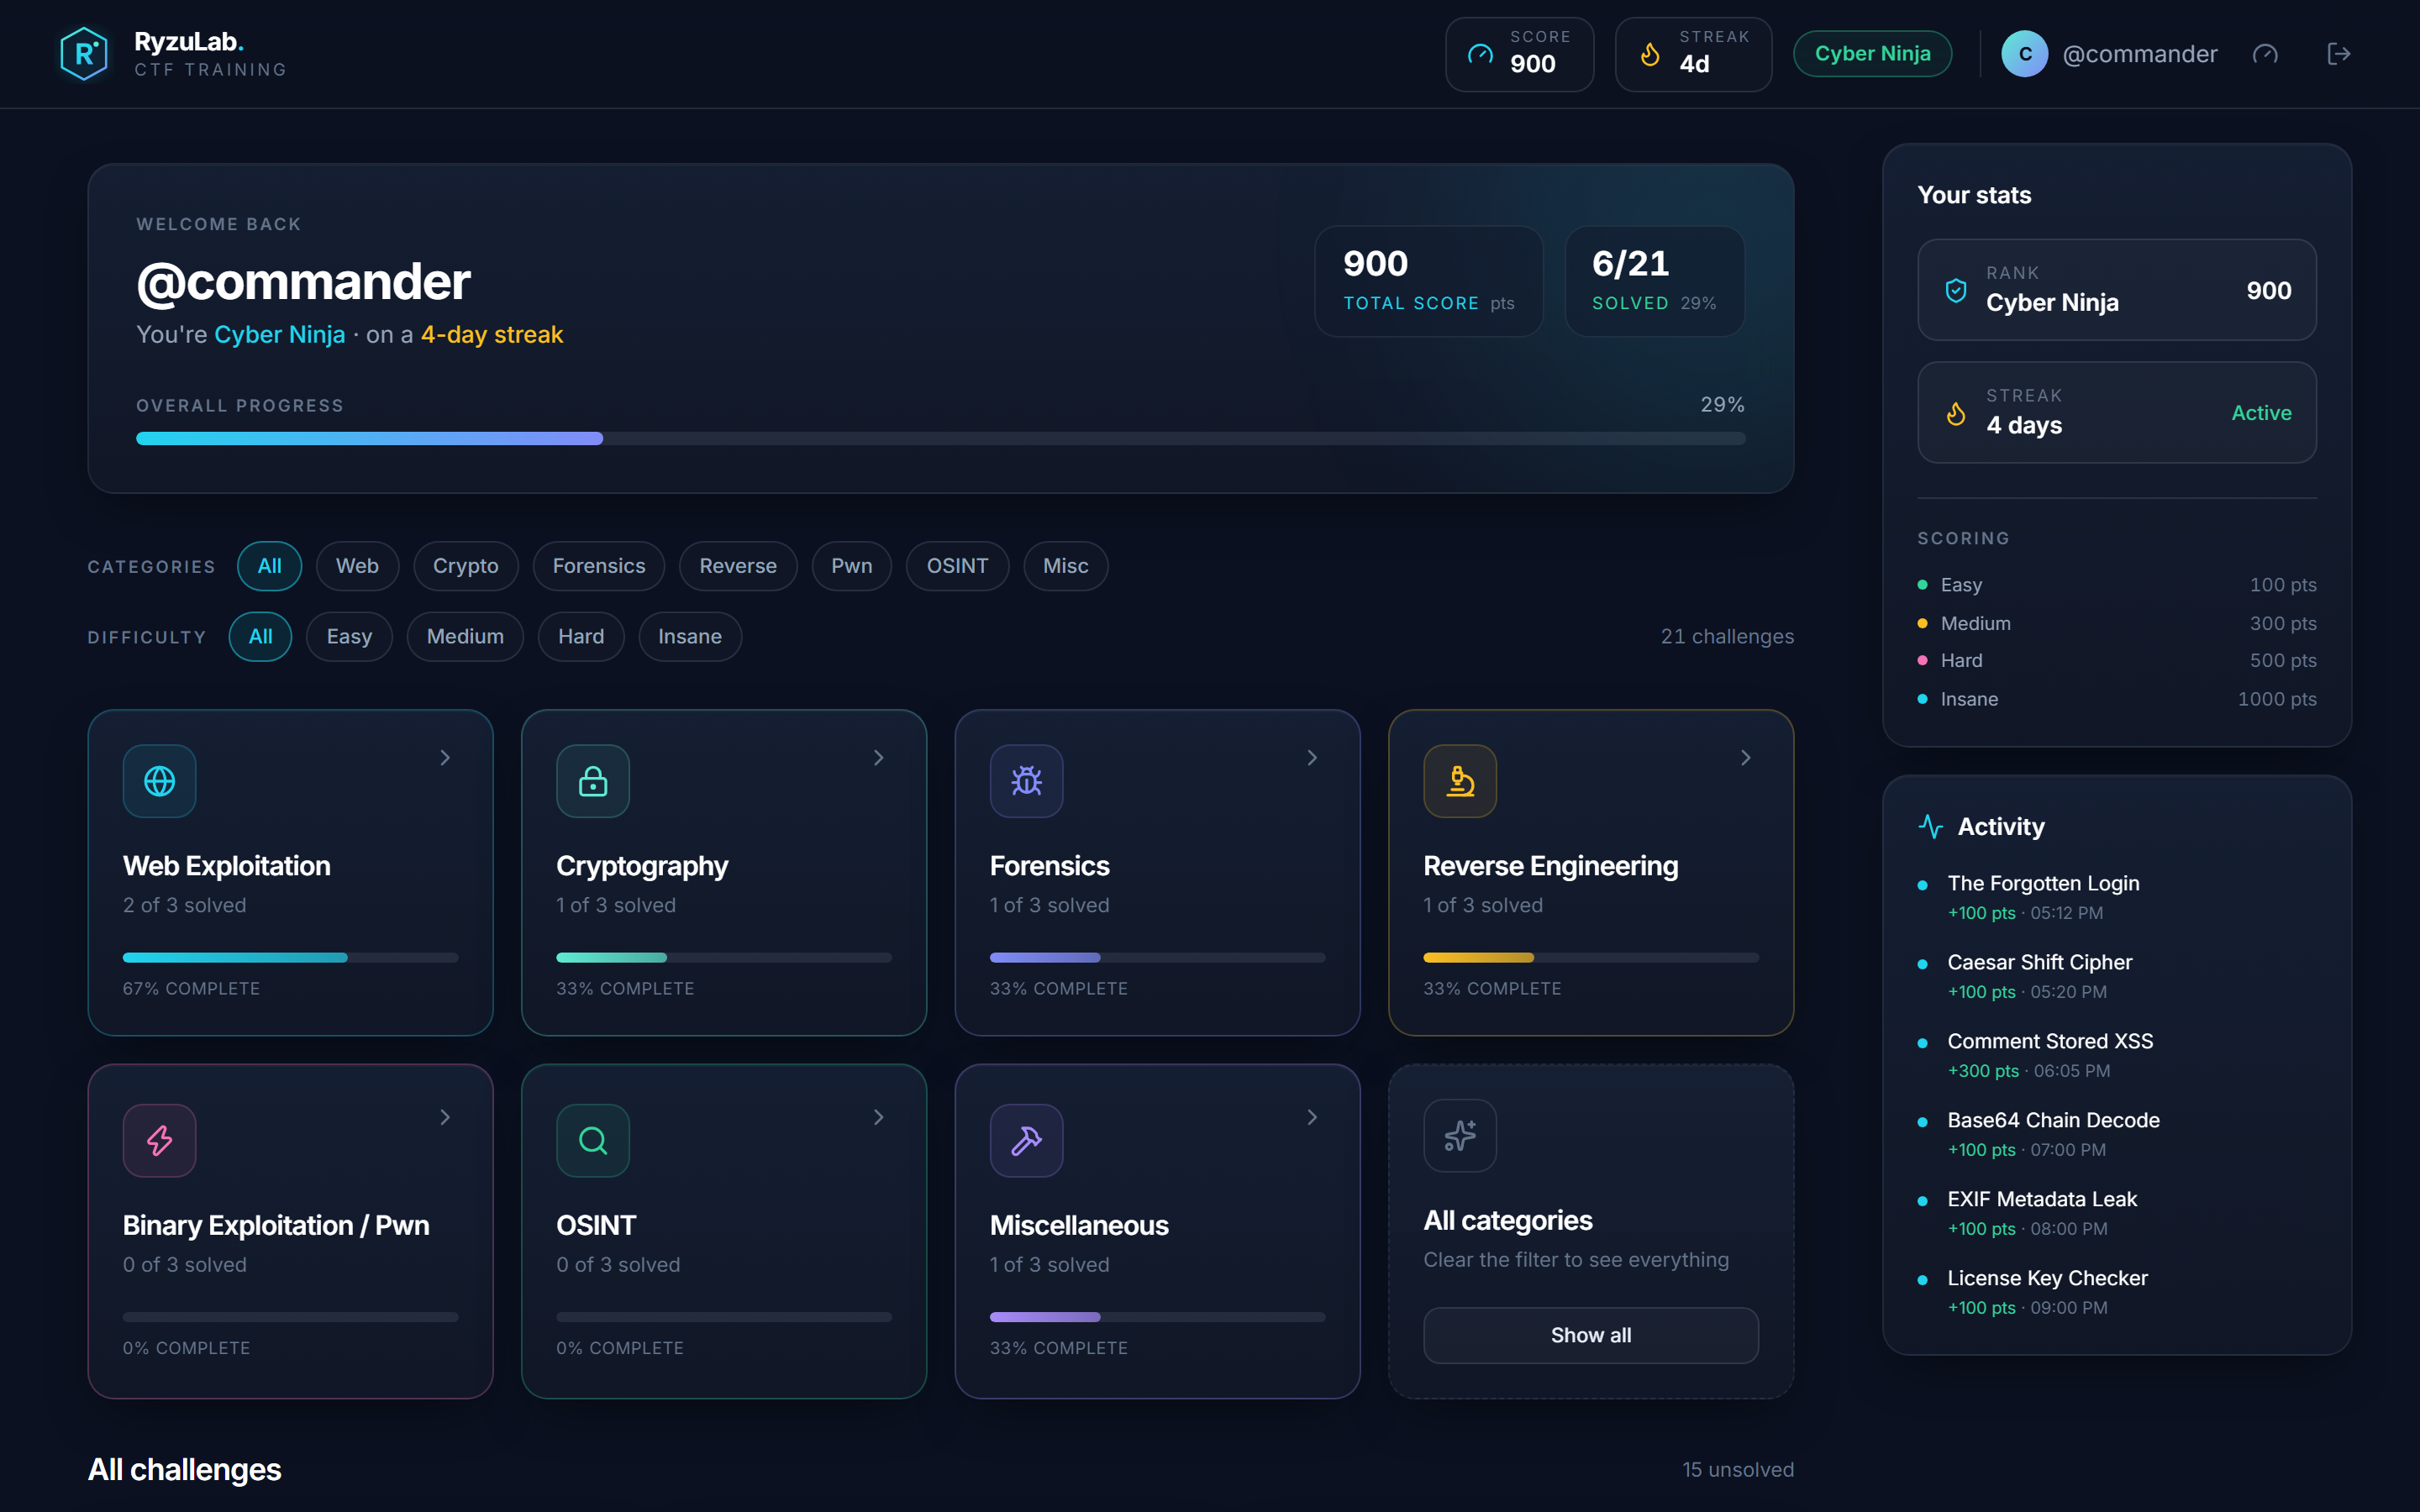 RyzuLab.
CTF TRAINING
SCORE
900
STREAK
4d
Cyber Ninja
C
@commander
WELCOME BACK
@commander
You're Cyber Ninja · on a 4-day streak
900
TOTAL SCORE pts
6/21
SOLVED 29%
OVERALL PROGRESS
29%
CATEGORIES All Web Crypto Forensics Reverse Pwn OSINT Misc
DIFFICULTY All Easy Medium Hard Insane
21 challenges
Web Exploitation
2 of 3 solved
67% COMPLETE
Cryptography
1 of 3 solved
33% COMPLETE
Forensics
1 of 3 solved
33% COMPLETE
Reverse Engineering
1 of 3 solved
33% COMPLETE
Binary Exploitation / Pwn
0 of 3 solved
0% COMPLETE
OSINT
0 of 3 solved
0% COMPLETE
Miscellaneous
1 of 3 solved
33% COMPLETE
All categories
Clear the filter to see everything
Show all
All challenges
15 unsolved
Your stats
RANK
Cyber Ninja
900
STREAK
4 days
Active
SCORING
Easy 100 pts
Medium 300 pts
Hard 500 pts
Insane 1000 pts
Activity
The Forgotten Login
+100 pts · 05:12 PM
Caesar Shift Cipher
+100 pts · 05:20 PM
Comment Stored XSS
+300 pts · 06:05 PM
Base64 Chain Decode
+100 pts · 07:00 PM
EXIF Metadata Leak
+100 pts · 08:00 PM
License Key Checker
+100 pts · 09:00 PM